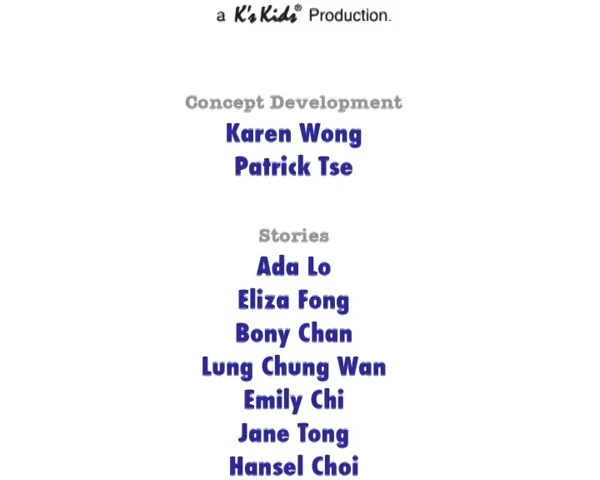 a K's Kids® Production.
Concept Development
Karen Wong
Patrick Tse
Stories
Ada Lo
Eliza Fong
Bony Chan
Lung Chung Wan
Emily Chi
Jane Tong
Hansel Choi